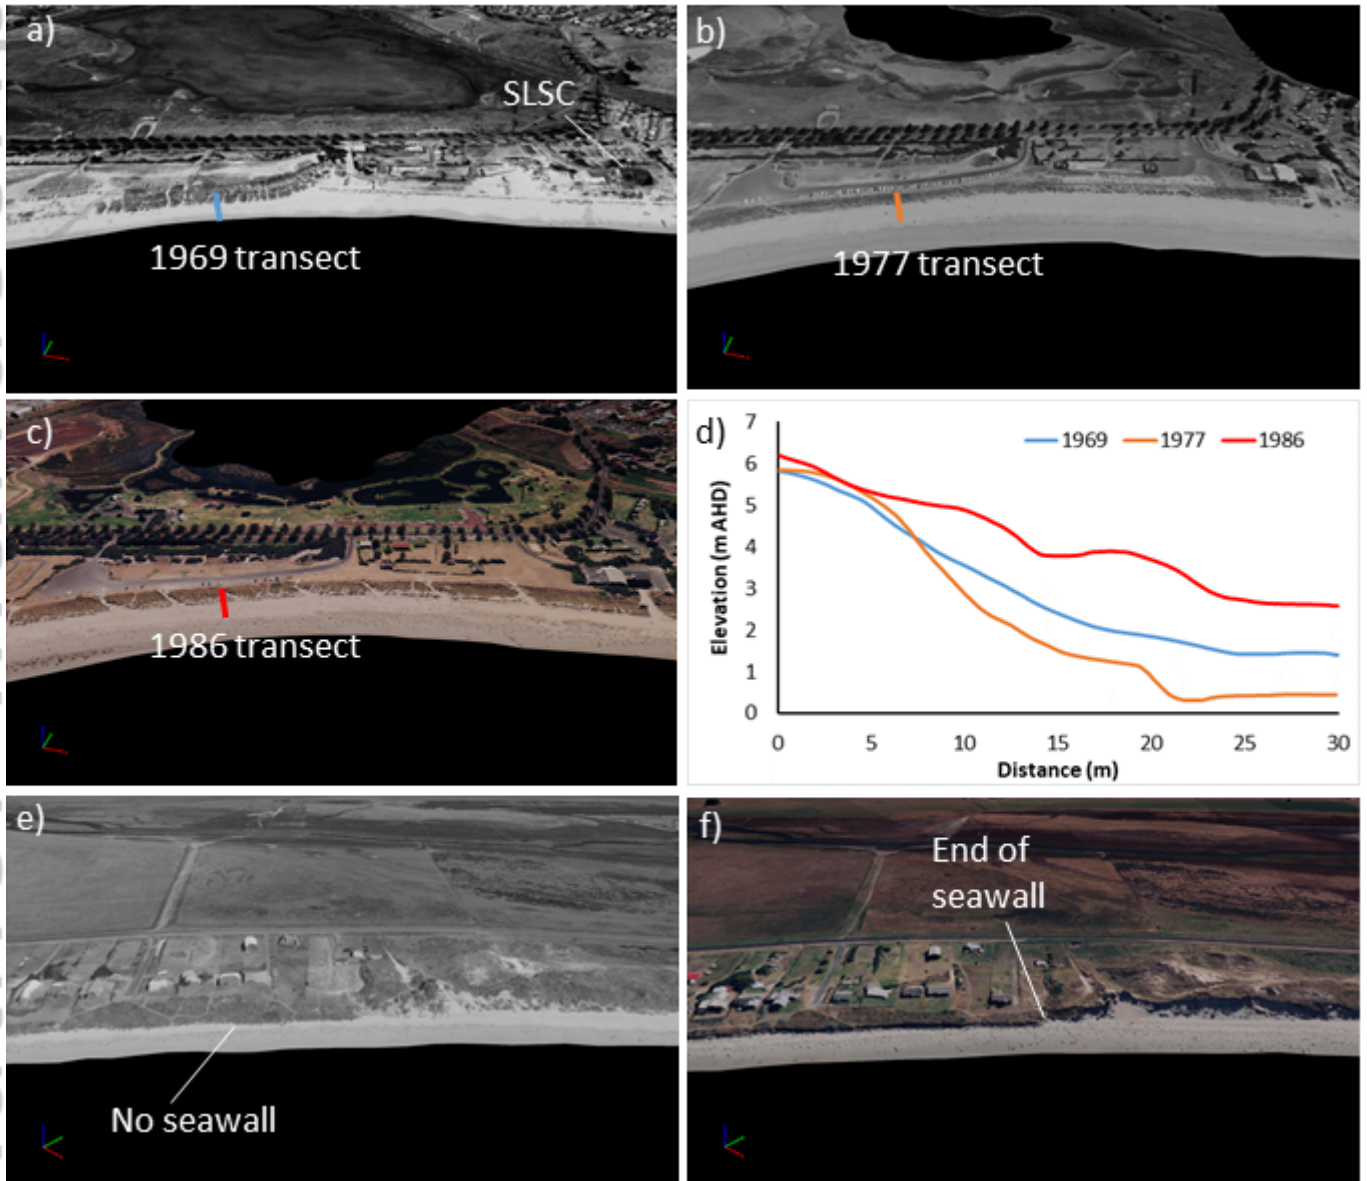 a)
SLSC
1969 transect
b)
1977 transect
c)
1986 transect
d)
1969 1977 1986
Elevation (m AHD)
7
6
5
4
3
2
1
0
0 5 10 15 20 25 30
Distance (m)
e)
No seawall
f)
End of
seawall